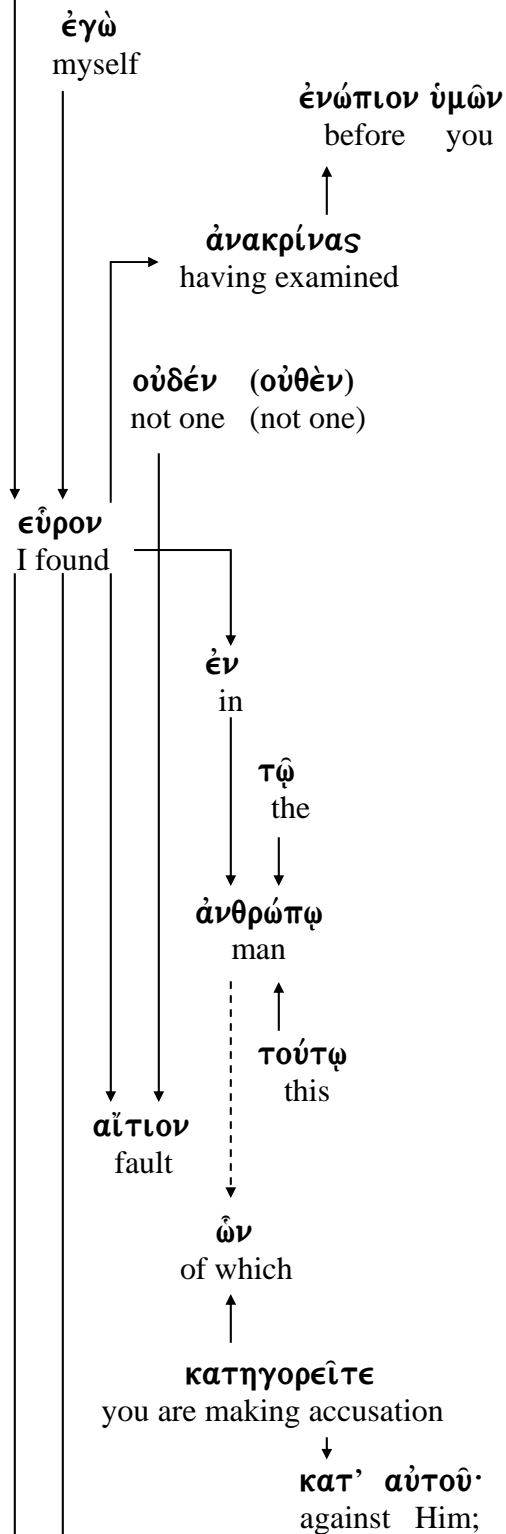 ἐγὼ
myself
ἐνώπιον ὑμῶν
before you
ἀνακρίνας
having examined
οὐδέν (οὐθὲν)
not one (not one)
εὗρον
I found
ἐν
in
τῷ
the
ἀνθρώπῳ
man
τούτῳ
this
αἴτιον
fault
ὧν
of which
κατηγορεῖτε
you are making accusation
κατ’ αὐτοῦ·
against Him;